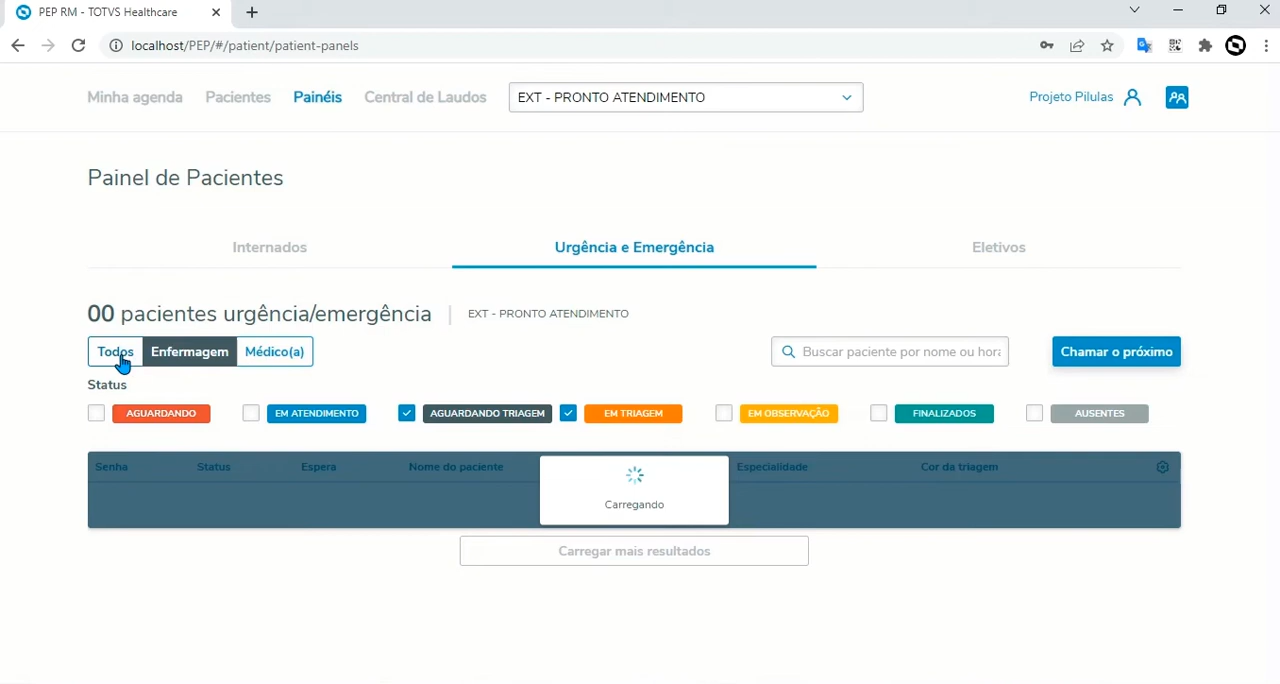 PEP RM - TOTVS Healthcare
localhost/PEP/#/patient/patient-panels
Minha agenda Pacientes Painéis Central de Laudos EXT - PRONTO ATENDIMENTO Projeto Pilulas
Painel de Pacientes
Internados Urgência e Emergência Eletivos
00 pacientes urgência/emergência EXT - PRONTO ATENDIMENTO
Todos Enfermagem Médico(a) Buscar paciente por nome ou hora Chamar o próximo
Status
AGUARDANDO EM ATENDIMENTO AGUARDANDO TRIAGEM EM TRIAGEM EM OBSERVAÇÃO FINALIZADOS AUSENTES
Senha Status Espera Nome do paciente Especialidade Cor da triagem
Carregando
Carregar mais resultados